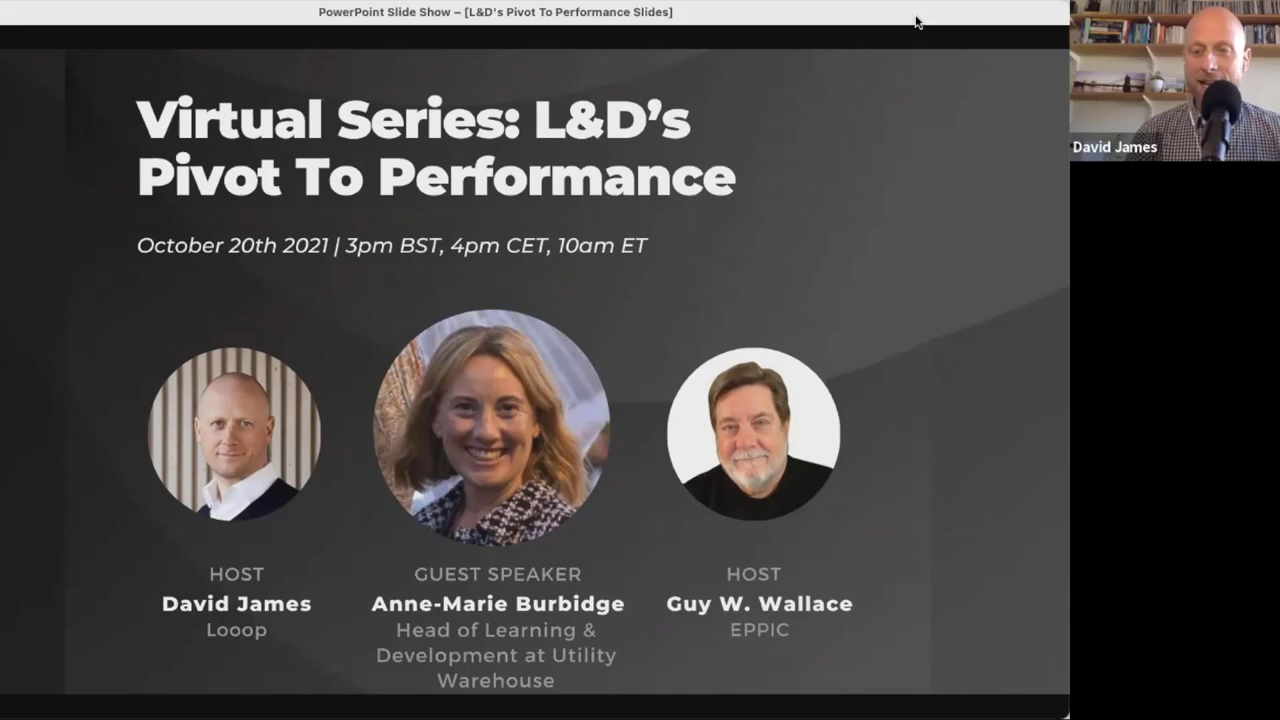 PowerPoint Slide Show – [L&D's Pivot To Performance Slides]
David James
Virtual Series: L&D’s
Pivot To Performance
October 20th 2021 | 3pm BST, 4pm CET, 10am ET
HOST
David James
Looop
GUEST SPEAKER
Anne-Marie Burbidge
Head of Learning &
Development at Utility
Warehouse
HOST
Guy W. Wallace
EPPIC